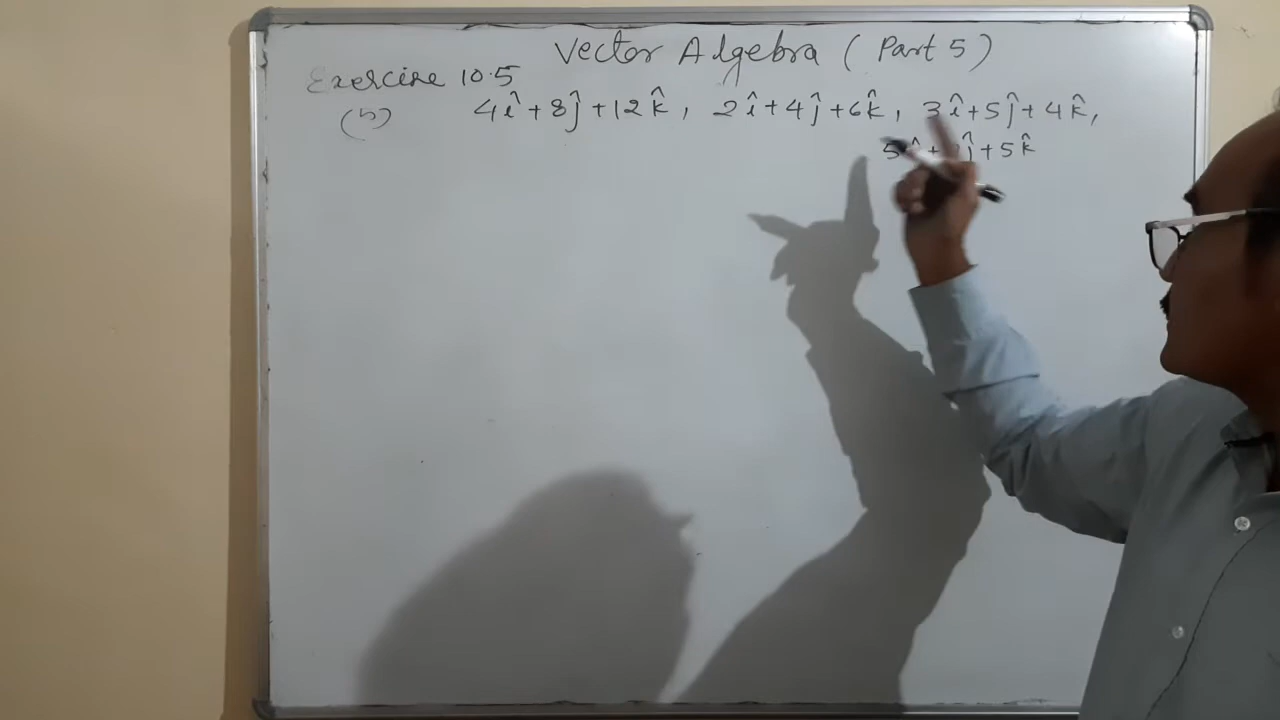 Vector Algebra (Part 5)
Exercise 10.5
(5) 4î + 8ĵ + 12k̂, 2î + 4ĵ + 6k̂, 3î + 5ĵ + 4k̂,
5î + ĵ + 5k̂